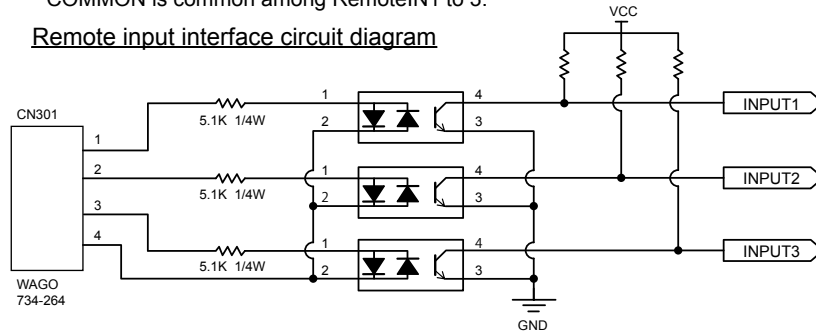 COMMON is common among RemoteIN1 to 3.
Remote input interface circuit diagram
VCC
CN301
1
2
3
4
WAGO
734-264
5.1K 1/4W
5.1K 1/4W
5.1K 1/4W
1
2
4
3
1
2
4
3
1
2
4
3
INPUT1
INPUT2
INPUT3
GND